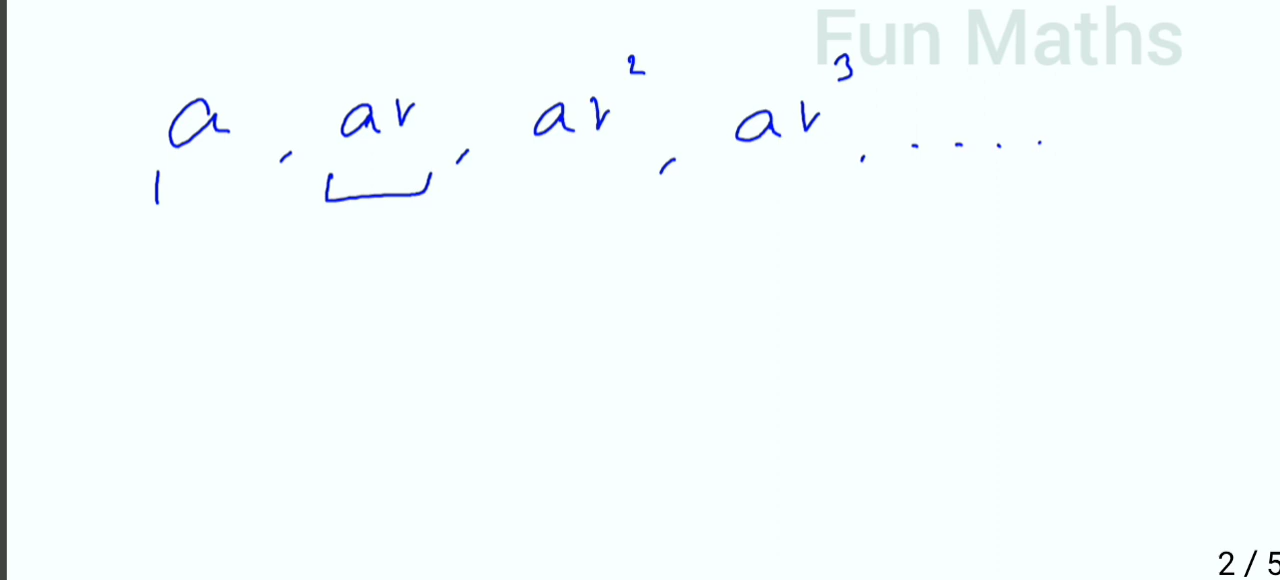 Fun Maths
a, ar, ar², ar³, ....
2 / 5